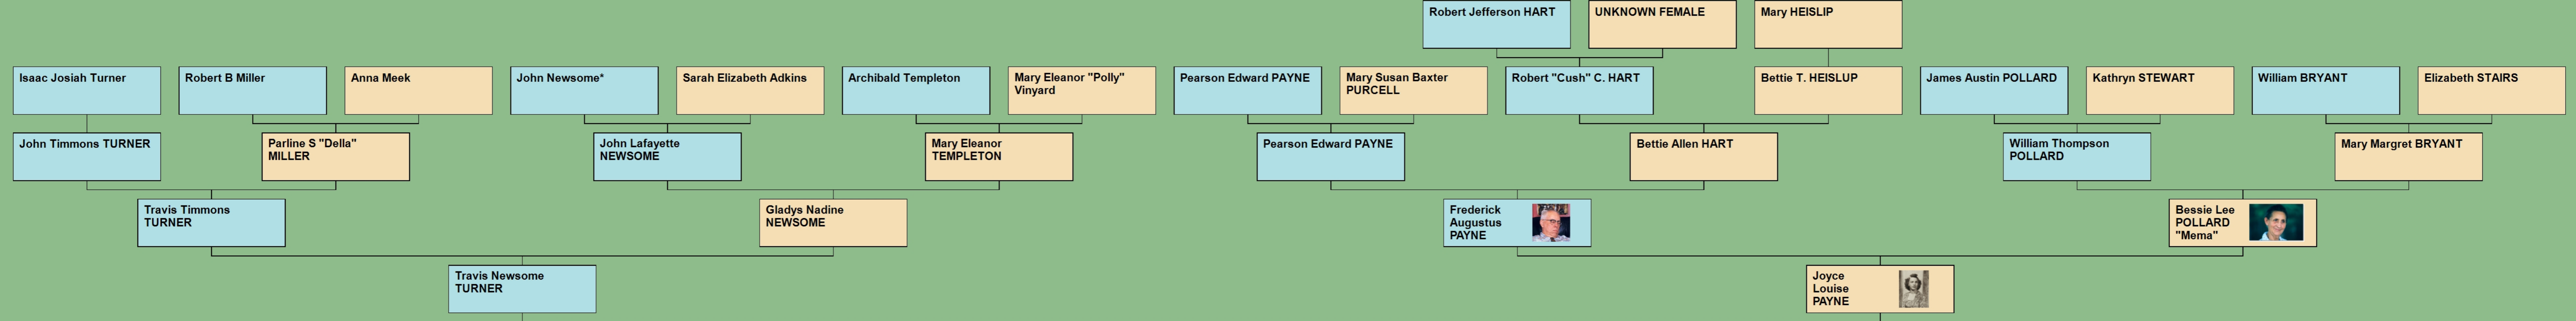 Robert Jefferson HART
UNKNOWN FEMALE
Mary HEISLIP
Isaac Josiah Turner
Robert B Miller
Anna Meek
John Newsome*
Sarah Elizabeth Adkins
Archibald Templeton
Mary Eleanor "Polly"
Vinyard
Pearson Edward PAYNE
Mary Susan Baxter
PURCELL
Robert "Cush" C. HART
Bettie T. HEISLUP
James Austin POLLARD
Kathryn STEWART
William BRYANT
Elizabeth STAIRS
John Timmons TURNER
Parline S "Della"
MILLER
John Lafayette
NEWSOME
Mary Eleanor
TEMPLETON
Pearson Edward PAYNE
Bettie Allen HART
William Thompson
POLLARD
Mary Margret BRYANT
Travis Timmons
TURNER
Gladys Nadine
NEWSOME
Frederick
Augustus
PAYNE
Bessie Lee
POLLARD
"Mema"
Travis Newsome
TURNER
Joyce
Louise
PAYNE